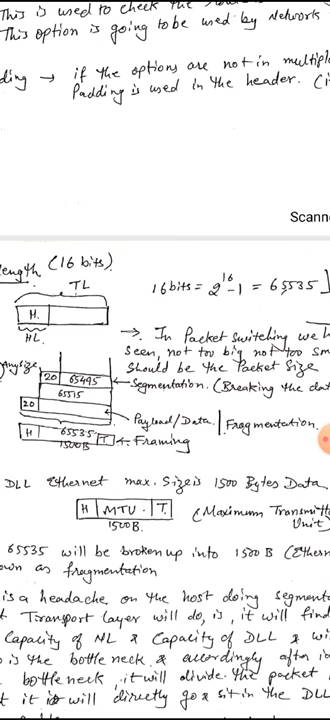 This is used to check the
This option is going to be used by Networks
ding → if the options are not in
Padding is used in the header.
Scann
length (16 bits)
TL
16 bits = 2^16 - 1 = 65,535
H.
HL
→. In Packet switching we h
seen, not too big not too sm
Any size
should be the Packet Size
20 65495
Segmentation. (Breaking the dat
65515
20
Payload/Data. | Fragmentation.
H 65535 T
1500B
Framing
DLL Ethernet max. Size is 1500 Bytes Data
H MTU. T.
1500B.
(Maximum Transmitt
Unit)
65535 will be broken up into 1500 B (Ethern
own as fragmentation
is a headache on the host doing segmenta
t Transport layer will do, is, it will find
Capacity of NL & Capacity of DLL & wi
o is the bottle neck & accordingly after i
bottle neck, it will divide the packet
t it will directly go & sit in the DLL